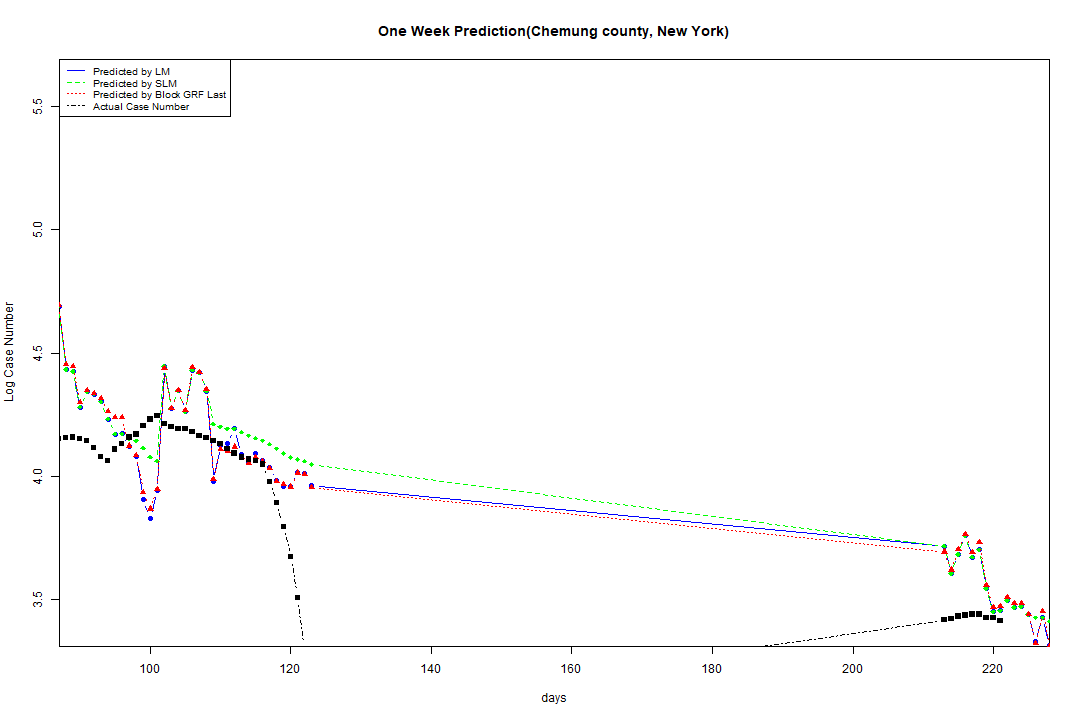 One Week Prediction(Chemung county, New York)
Predicted by LM
Predicted by SLM
Predicted by Block GRF Last
Actual Case Number
5.5
5.0
4.5
4.0
3.5
Log Case Number
100 120 140 160 180 200 220
days